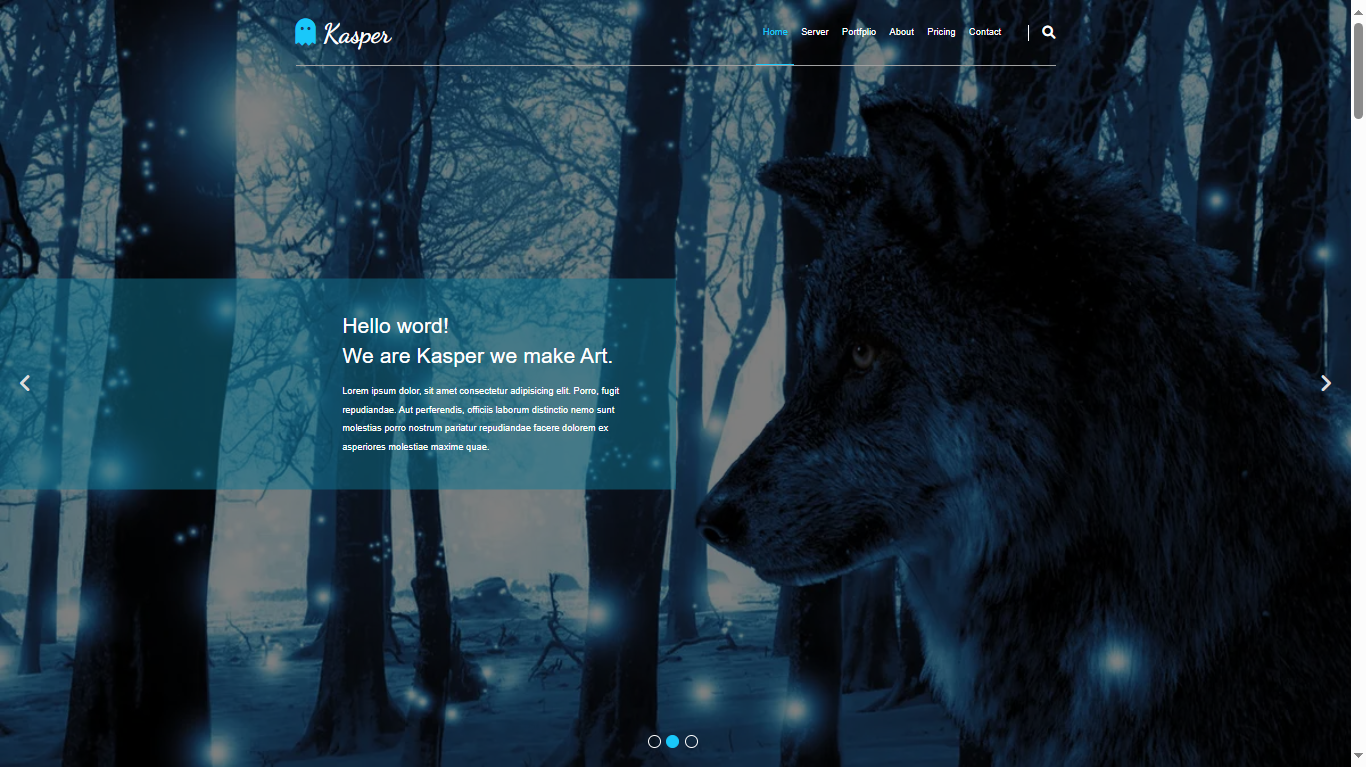 Kasper
Home Server Portfplio About Pricing Contact
Hello word!
We are Kasper we make Art.
Lorem ipsum dolor, sit amet consectetur adipisicing elit. Porro, fugit
repudiandae. Aut perferendis, officiis laborum distinctio nemo sunt
molestias porro nostrum pariatur repudiandae facere dolorem ex
asperiores molestiae maxime quae.